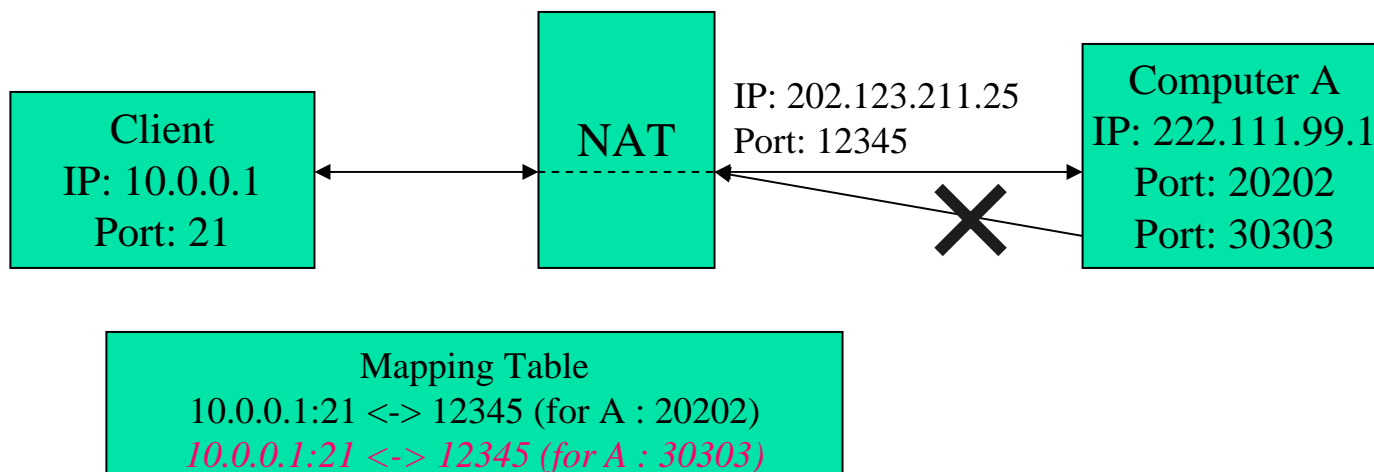 Client
IP: 10.0.0.1
Port: 21
NAT
IP: 202.123.211.25
Port: 12345
Computer A
IP: 222.111.99.1
Port: 20202
Port: 30303
Mapping Table
10.0.0.1:21 <-> 12345 (for A : 20202)
10.0.0.1:21 <-> 12345 (for A : 30303)